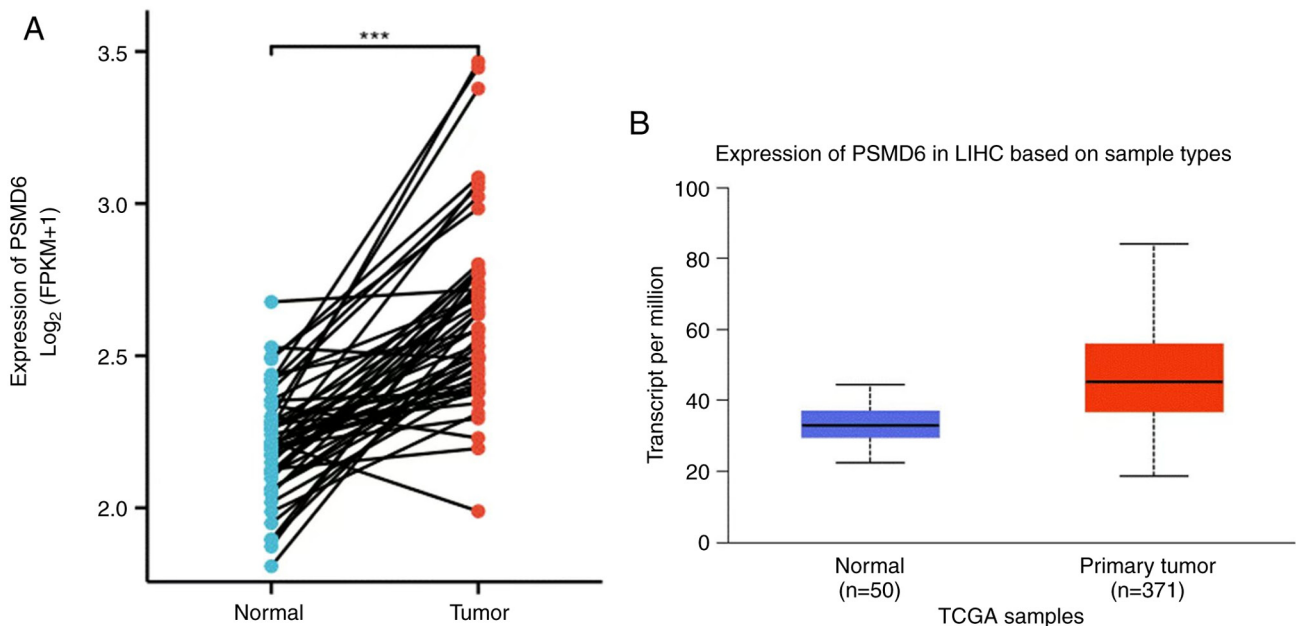 A
***
3.5
3.0
2.5
2.0
Expression of PSMD6
Log₂ (FPKM+1)
Normal
Tumor
B
Expression of PSMD6 in LIHC based on sample types
100
80
60
40
20
0
Transcript per million
Normal
(n=50)
Primary tumor
(n=371)
TCGA samples